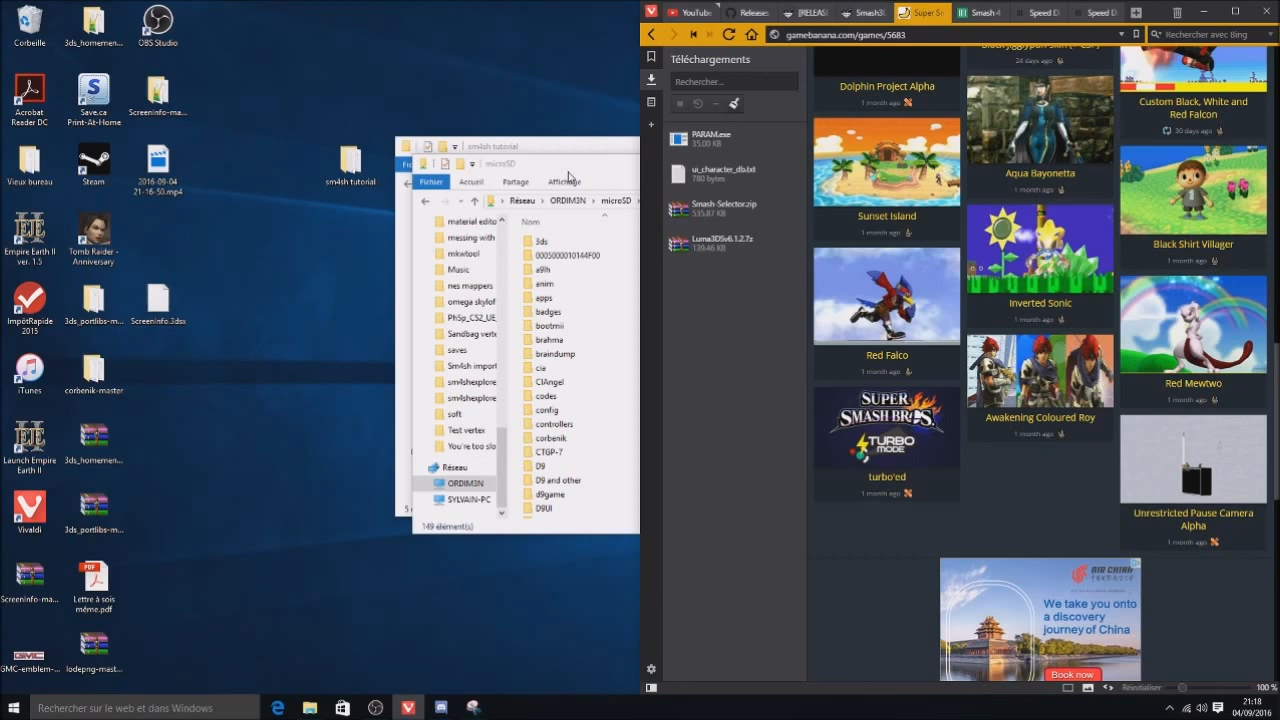 Corbeille
3ds_homemen...
OBS Studio
Acrobat
Reader DC
Save.ca
Print-At-Home
Screeninfo-ma...
Vieux bureau
Steam
2016-09-04
21-16-50.mp4
sm4sh tutorial
Empire Earth II
ver. 1.5
Tomb Raider -
Anniversary
ImpôtRapide
2015
3ds_portlibs-m...
Screeninfo.3dsx
iTunes
corbenik-master
Launch Empire
Earth II
3ds_homemen...
Vivaldi
3ds_portlibs-m...
Screeninfo-ma...
Lettre à sois
même.pdf
GMC-emblem-...
lodepng-mast...
sm4sh tutorial
microSD
Fichier
Accueil
Partage
Affichage
Réseau > ORDIM3N > microSD >
material edito
messing with
mkwtool
Music
nes mappers
omega skylof
PhSp_CS2_UE_
Sandbag verte
saves
Sm4sh import
sm4shexplore
sm4shexplore
soft
Test vertex
You're too slo
Réseau
ORDIM3N
SYLVAIN-PC
Nom
3ds
0005000010144F00
a9lh
anim
apps
badges
bootmii
brahma
braindump
cia
CIAngel
codes
config
controllers
corbenik
CTGP-7
D9
D9 and other
d9game
D9UI
149 élément(s)
YouTube
Releases
[RELEAS
Smash3D
Super Sm
Smash 4
Speed D
Speed D
gamebanana.com/games/5683
Rechercher avec Bing
Téléchargements
Rechercher...
PARAM.exe
35.00 KB
ui_character_db.txt
780 bytes
Smash-Selector.zip
535.87 KB
Luma3DSv6.1.2.7z
139.46 KB
Dolphin Project Alpha
1 month ago
Sunset Island
1 month ago
Red Falco
1 month ago
SUPER
SMASH BROS.
TURBO
MODE
turbo'ed
1 month ago
24 days ago
Aqua Bayonetta
1 month ago
Inverted Sonic
1 month ago
Awakening Coloured Roy
1 month ago
Custom Black, White and
Red Falcon
30 days ago
Black Shirt Villager
1 month ago
Red Mewtwo
1 month ago
Unrestricted Pause Camera
Alpha
1 month ago
AIR CHINA
We take you onto
a discovery
journey of China
Book now
Réinitialiser
100 %
Rechercher sur le web et dans Windows
21:18
04/09/2016